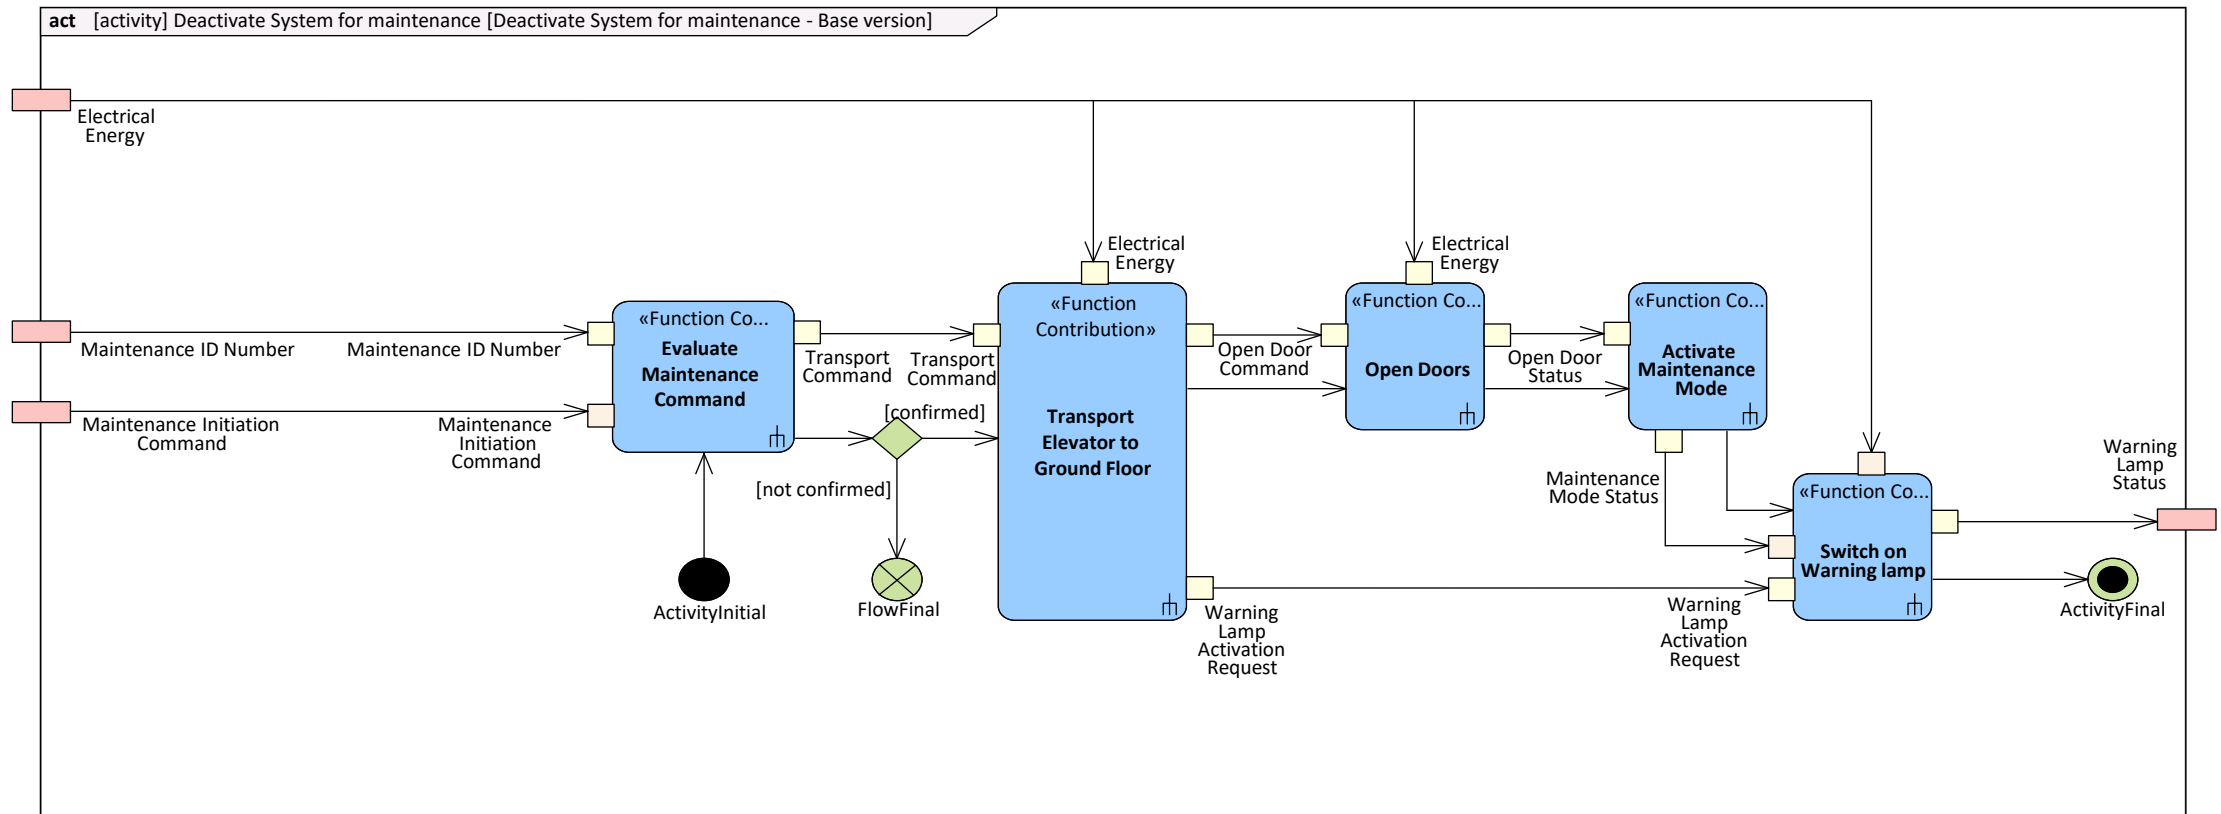 act [activity] Deactivate System for maintenance [Deactivate System for maintenance - Base version]
Electrical
Energy
Electrical
Energy
Electrical
Energy
Maintenance ID Number
Maintenance ID Number
Maintenance Initiation
Command
Maintenance
Initiation
Command
«Function Co...
Evaluate
Maintenance
Command
Transport
Command
Transport
Command
[confirmed]
[not confirmed]
ActivityInitial
FlowFinal
«Function
Contribution»
Transport
Elevator to
Ground Floor
Open Door
Command
Warning
Lamp
Activation
Request
«Function Co...
Open Doors
Open Door
Status
«Function Co...
Activate
Maintenance
Mode
Maintenance
Mode Status
Warning
Lamp
Activation
Request
«Function Co...
Switch on
Warning lamp
Warning
Lamp
Status
ActivityFinal